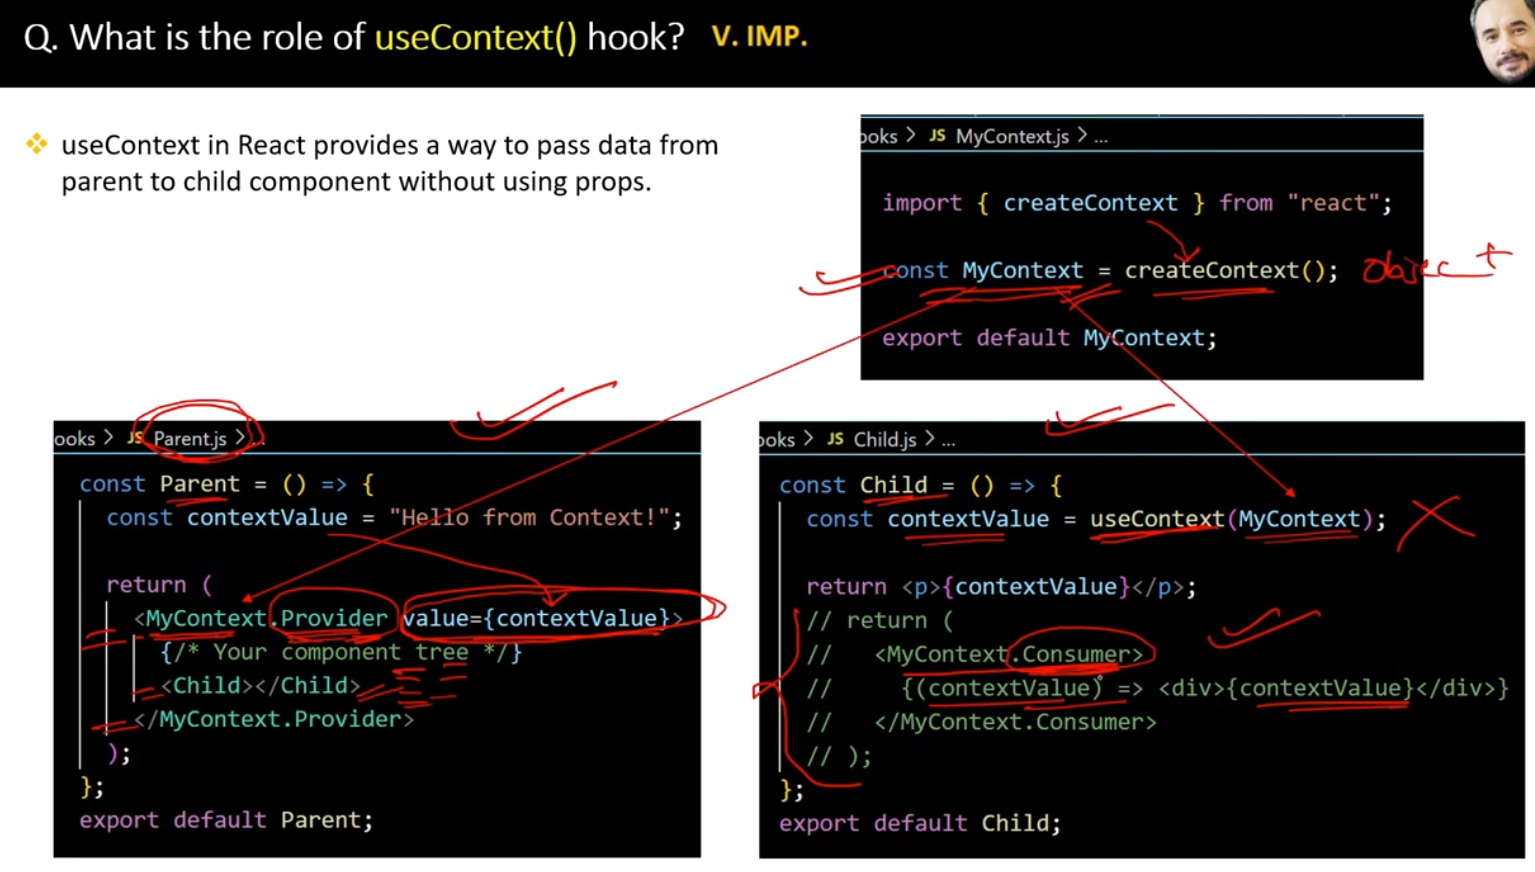 Q. What is the role of useContext() hook? V. IMP.
❖ useContext in React provides a way to pass data from
parent to child component without using props.
ooks > JS MyContext.js > ...
import { createContext } from "react";
const MyContext = createContext(); object
export default MyContext;
ooks > JS Parent.js > ...
const Parent = () => {
const contextValue = "Hello from Context!";
return (
<MyContext.Provider value={contextValue}>
{/* Your component tree */}
<Child></Child>
</MyContext.Provider>
);
};
export default Parent;
ooks > JS Child.js > ...
const Child = () => {
const contextValue = useContext(MyContext);
return <p>{contextValue}</p>;
// return (
// <MyContext.Consumer>
// {(contextValue) => <div>{contextValue}</div>}
// </MyContext.Consumer>
// );
};
export default Child;